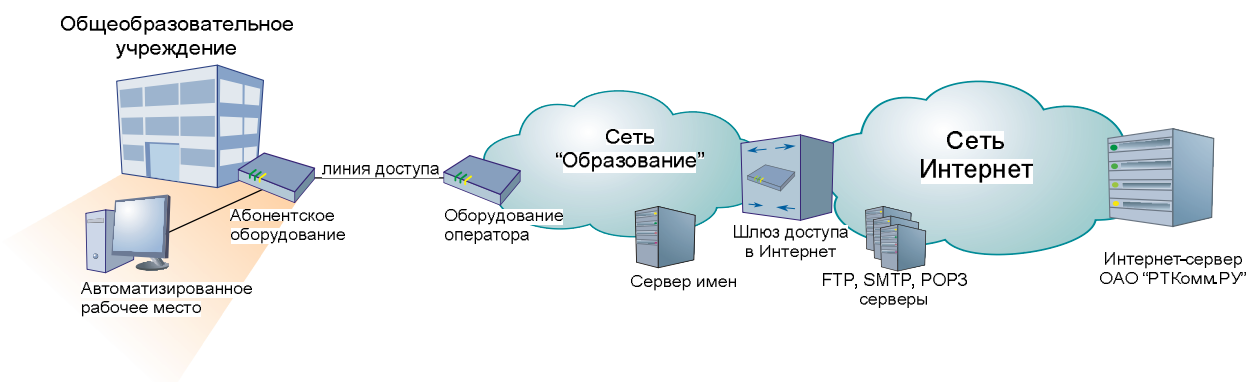 Общеобразовательное
учреждение
Автоматизированное
рабочее место
Абонентское
оборудование
линия доступа
Оборудование
оператора
Сеть
“Образование”
Сервер имен
Шлюз доступа
в Интернет
Сеть
Интернет
FTP, SMTP, POP3
серверы
Интернет-сервер
ОАО “РТКомм.РУ”